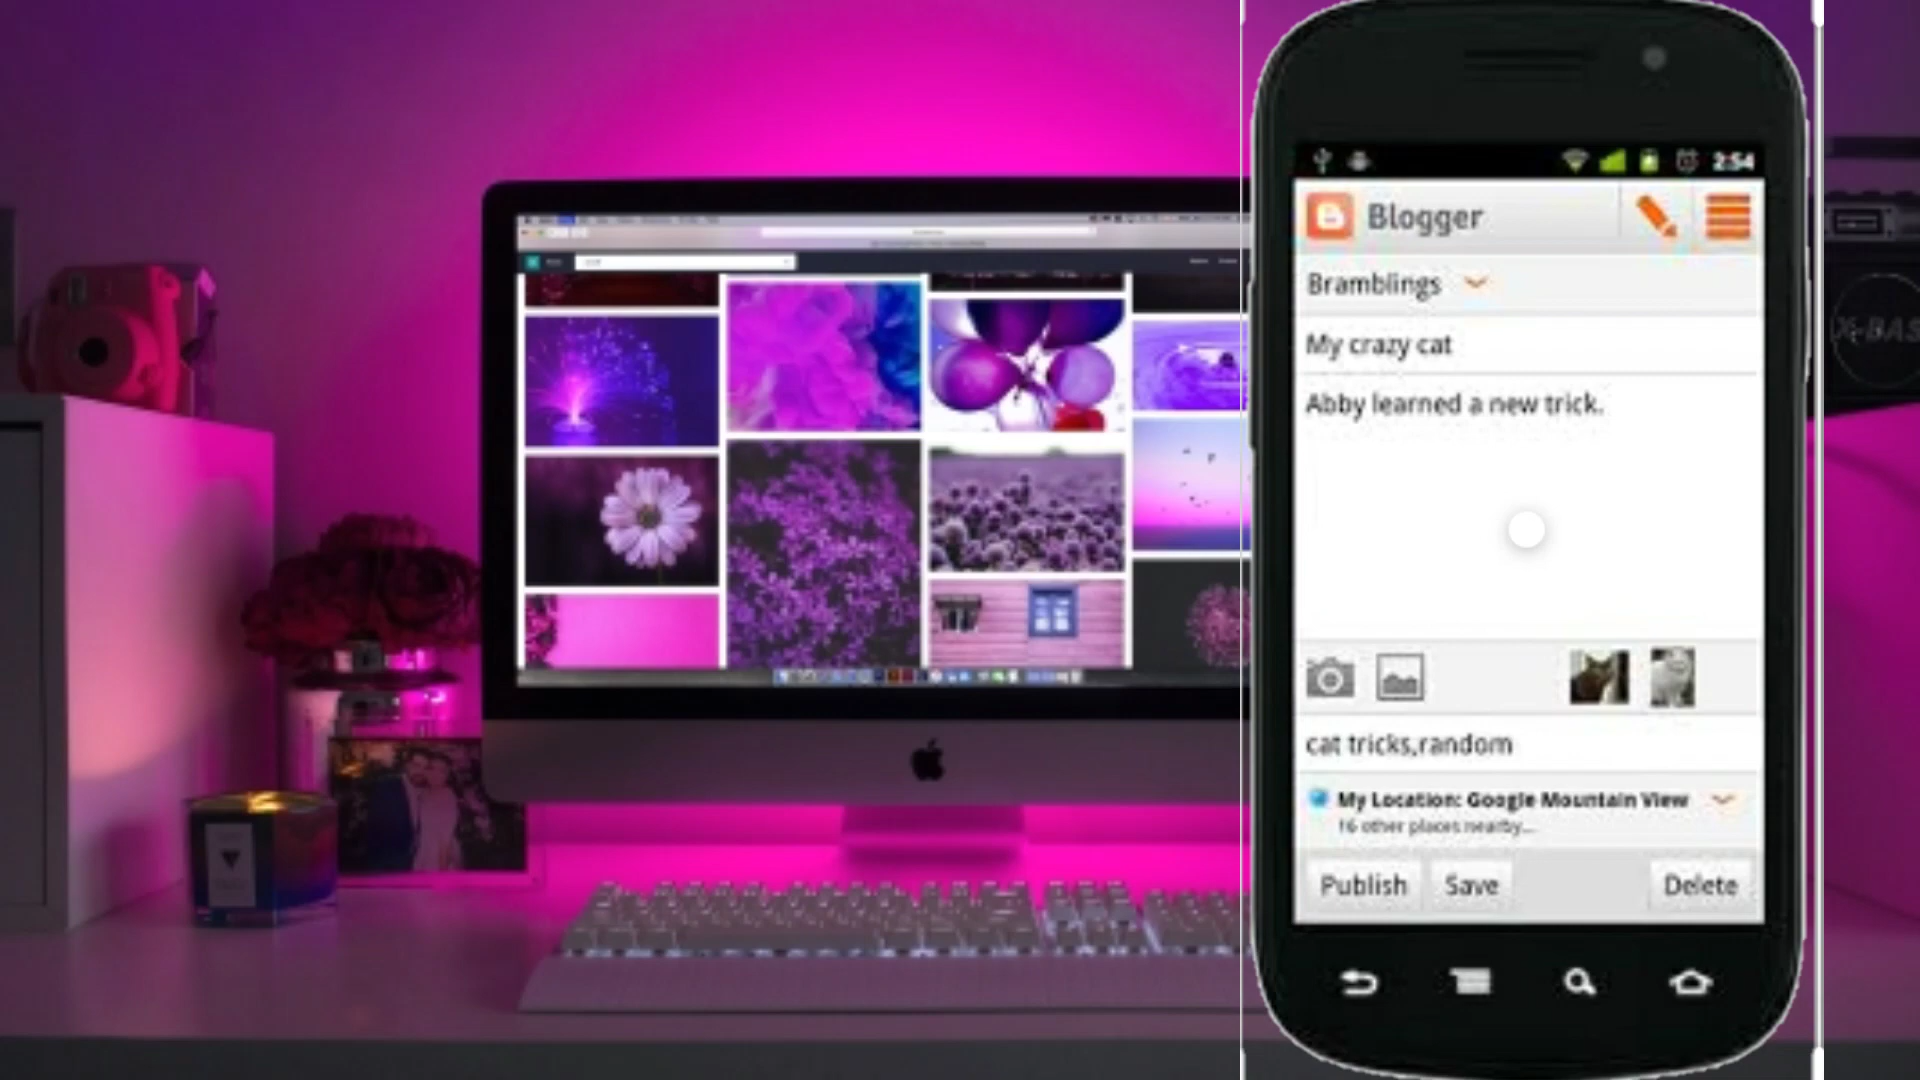 2:54
Blogger
Bramblings
My crazy cat
Abby learned a new trick.
cat tricks,random
My Location: Google Mountain View
16 other places nearby...
Publish Save Delete
X-BAS